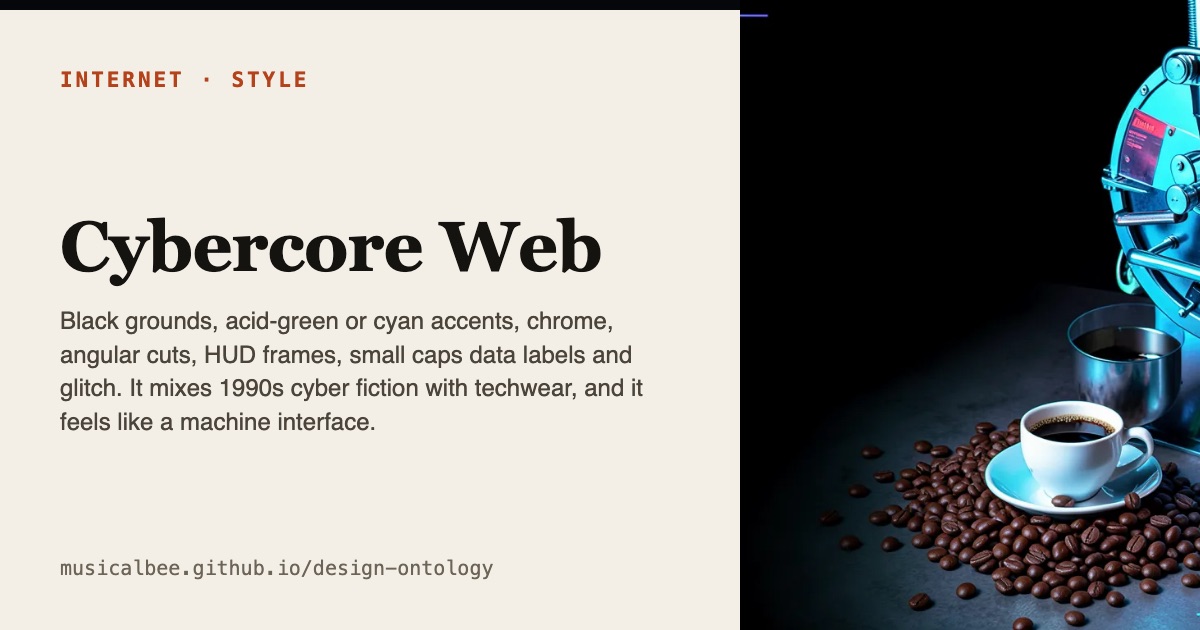 INTERNET · STYLE
Cybercore Web
Black grounds, acid-green or cyan accents, chrome,
angular cuts, HUD frames, small caps data labels and
glitch. It mixes 1990s cyber fiction with techwear, and it
feels like a machine interface.
musicalbee.github.io/design-ontology